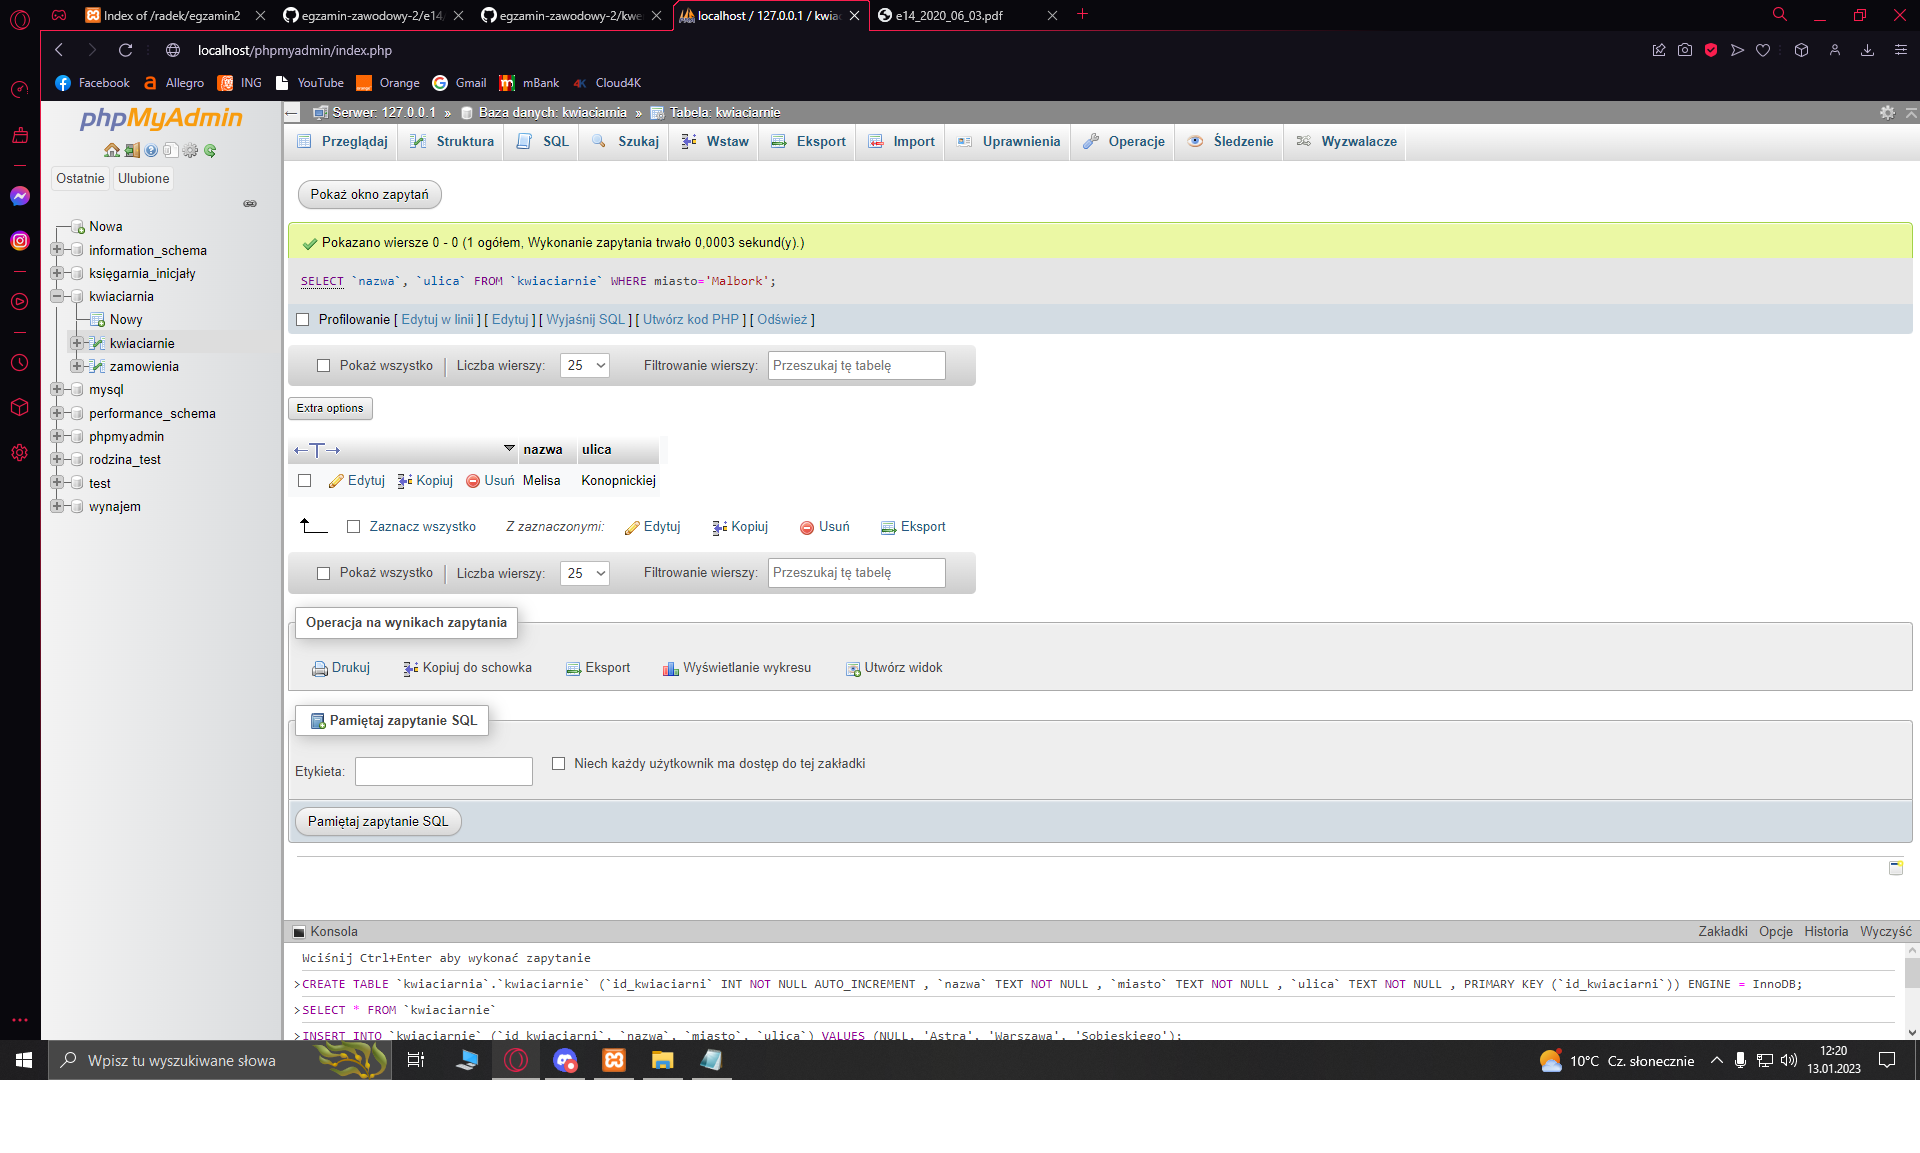 Index of /radek/egzamin2
egzamin-zawodowy-2/e14
egzamin-zawodowy-2/kwe
localhost / 127.0.0.1 / kwia
e14_2020_06_03.pdf
localhost/phpmyadmin/index.php
Facebook
Allegro
ING
YouTube
Orange
Gmail
mBank
4K Cloud4K
phpMyAdmin
Ostatnie
Ulubione
Nowa
information_schema
księgarnia_inicjały
kwiaciarnia
Nowy
kwiaciarnie
zamowienia
mysql
performance_schema
phpmyadmin
rodzina_test
test
wynajem
Serwer: 127.0.0.1 » Baza danych: kwiaciarnia » Tabela: kwiaciarnie
Przeglądaj
Struktura
SQL
Szukaj
Wstaw
Eksport
Import
Uprawnienia
Operacje
Śledzenie
Wyzwalacze
Pokaż okno zapytań
Pokazano wiersze 0 - 0 (1 ogółem, Wykonanie zapytania trwało 0,0003 sekund(y).)
SELECT `nazwa`, `ulica` FROM `kwiaciarnie` WHERE miasto='Malbork';
Profilowanie [ Edytuj w linii ] [ Edytuj ] [ Wyjaśnij SQL ] [ Utwórz kod PHP ] [ Odśwież ]
Pokaż wszystko
Liczba wierszy: 25
Filtrowanie wierszy: Przeszukaj tę tabelę
Extra options
←T→
nazwa
ulica
Edytuj Kopiuj Usuń Melisa Konopnickiej
Zaznacz wszystko
Z zaznaczonymi: Edytuj Kopiuj Usuń Eksport
Pokaż wszystko
Liczba wierszy: 25
Filtrowanie wierszy: Przeszukaj tę tabelę
Operacja na wynikach zapytania
Drukuj
Kopiuj do schowka
Eksport
Wyświetlanie wykresu
Utwórz widok
Pamiętaj zapytanie SQL
Etykieta:
Niech każdy użytkownik ma dostęp do tej zakładki
Pamiętaj zapytanie SQL
Konsola
Zakładki Opcje Historia Wyczyść
Wciśnij Ctrl+Enter aby wykonać zapytanie
>CREATE TABLE `kwiaciarnia`.`kwiaciarnie` (`id_kwiaciarni` INT NOT NULL AUTO_INCREMENT , `nazwa` TEXT NOT NULL , `miasto` TEXT NOT NULL , `ulica` TEXT NOT NULL , PRIMARY KEY (`id_kwiaciarni`)) ENGINE = InnoDB;
>SELECT * FROM `kwiaciarnie`
>INSERT INTO `kwiaciarnie` (`id_kwiaciarni`, `nazwa`, `miasto`, `ulica`) VALUES (NULL, 'Astra', 'Warszawa', 'Sobieskiego');
Wpisz tu wyszukiwane słowa
10°C Cz. słonecznie
12:20
13.01.2023